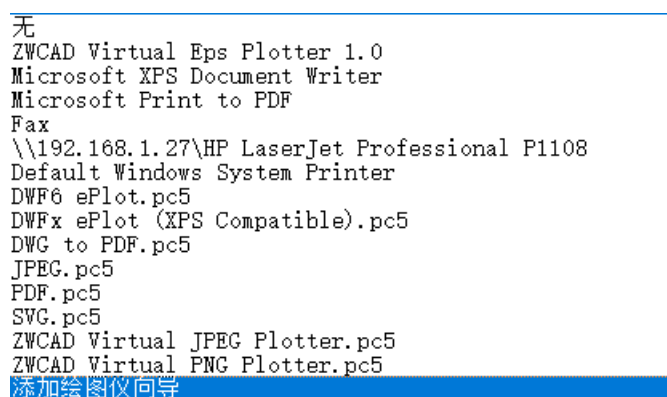 无
ZWCAD Virtual Eps Plotter 1.0
Microsoft XPS Document Writer
Microsoft Print to PDF
Fax
\\192.168.1.27\HP LaserJet Professional P1108
Default Windows System Printer
DWF6 ePlot.pc5
DWFx ePlot (XPS Compatible).pc5
DWG to PDF.pc5
JPEG.pc5
PDF.pc5
SVG.pc5
ZWCAD Virtual JPEG Plotter.pc5
ZWCAD Virtual PNG Plotter.pc5
添加绘图仪向导